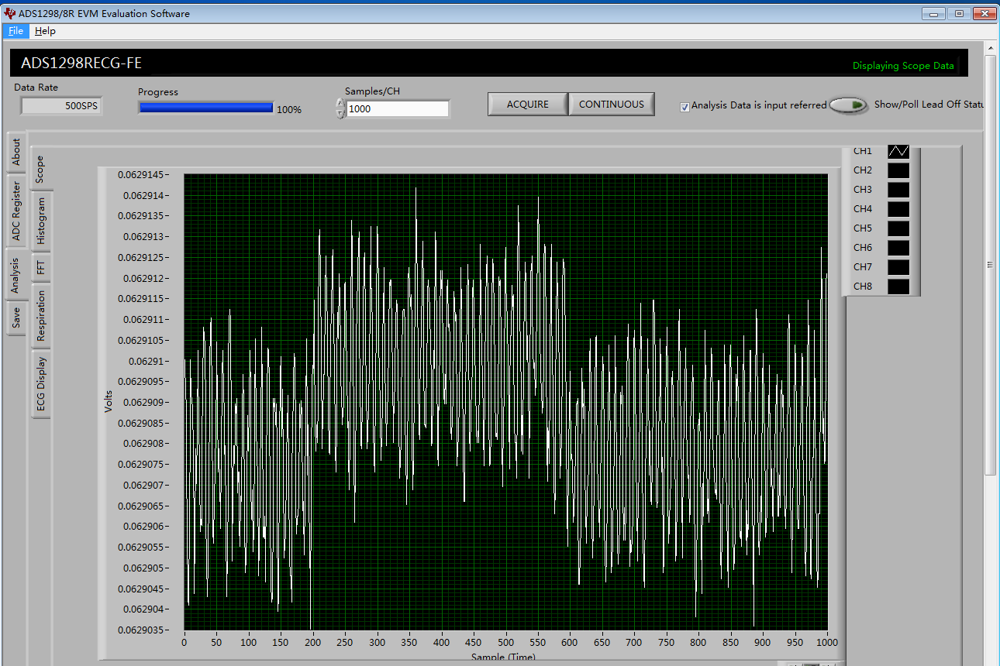 ADS1298/8R EVM Evaluation Software
File Help
ADS1298RECG-FE
Displaying Scope Data
Data Rate
500SPS
Progress
100%
Samples/CH
1000
ACQUIRE
CONTINUOUS
Analysis Data is input referred
Show/Poll Lead Off Statu
About
ADC Register
Analysis
Save
Scope
Histogram
FFT
Respiration
ECG Display
Volts
0.0629145
0.062914
0.0629135
0.062913
0.0629125
0.062912
0.0629115
0.062911
0.0629105
0.06291
0.0629095
0.062909
0.0629085
0.062908
0.0629075
0.062907
0.0629065
0.062906
0.0629055
0.062905
0.0629045
0.062904
0.0629035
0 50 100 150 200 250 300 350 400 450 500 550 600 650 700 750 800 850 900 950 1000
Sample (Time)
CH1
CH2
CH3
CH4
CH5
CH6
CH7
CH8